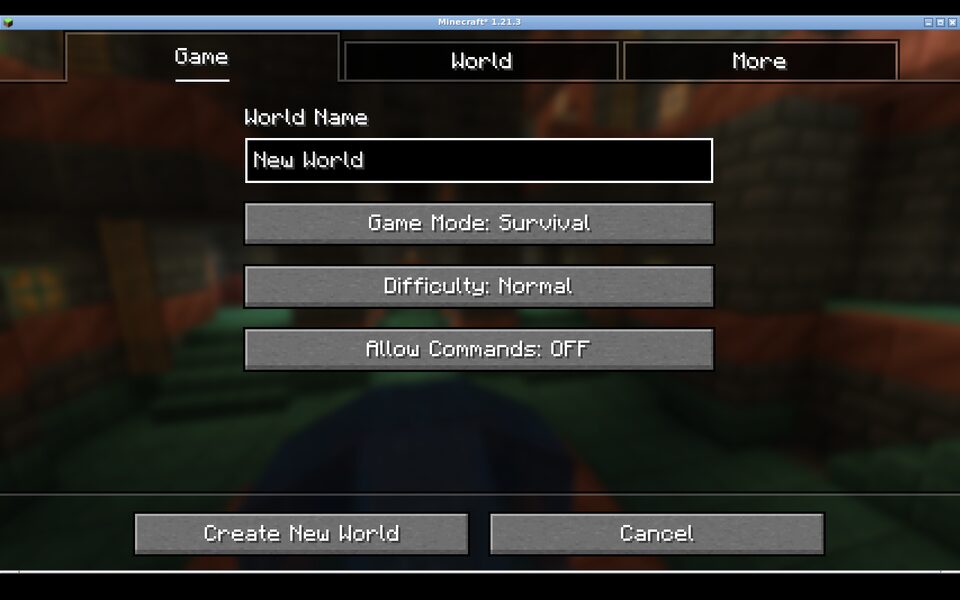 Minecraft* 1.21.3
Game
World
More
World Name
New World
Game Mode: Survival
Difficulty: Normal
Allow Commands: OFF
Create New World
Cancel